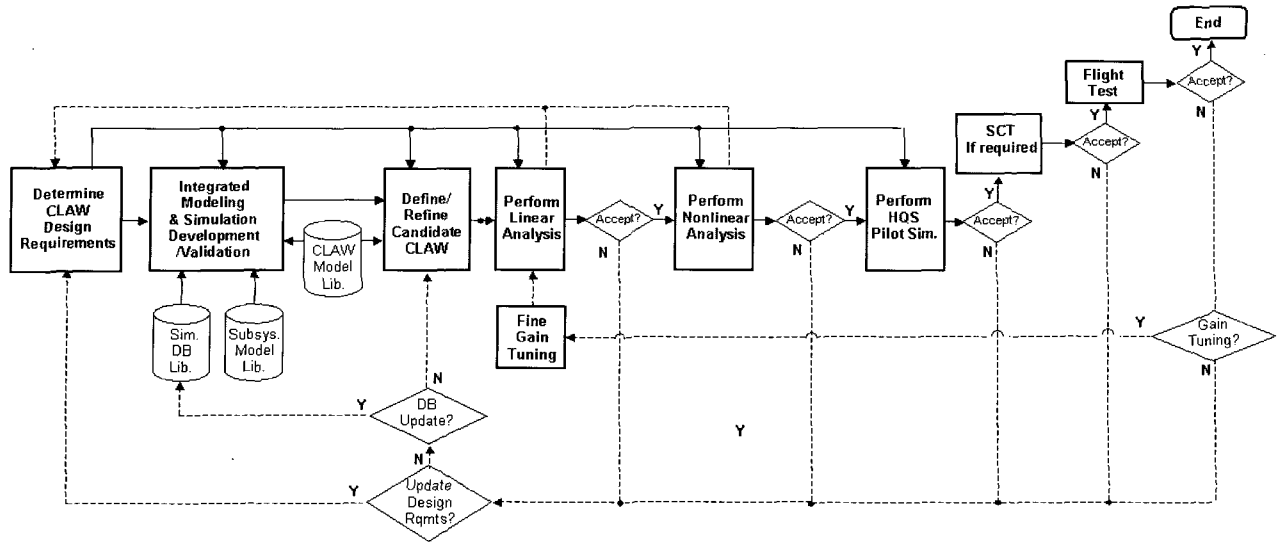 End
Y
Accept?
N
Flight
Test
Y
Accept?
N
SCT
If required
Y
Accept?
N
Determine
CLAW
Design
Requirements
Integrated
Modeling
& Simulation
Development
/Validation
CLAW
Model
Lib.
Define/
Refine
Candidate
CLAW
Perform
Linear
Analysis
Accept?
Y
N
Perform
Nonlinear
Analysis
Accept?
Y
N
Perform
HQS
Pilot Sim.
Sim.
DB
Lib.
Subsys.
Model
Lib.
Fine
Gain
Tuning
Y
Gain
Tuning?
N
N
Y
DB
Update?
Y
N
Y
Update
Design
Rqmts?